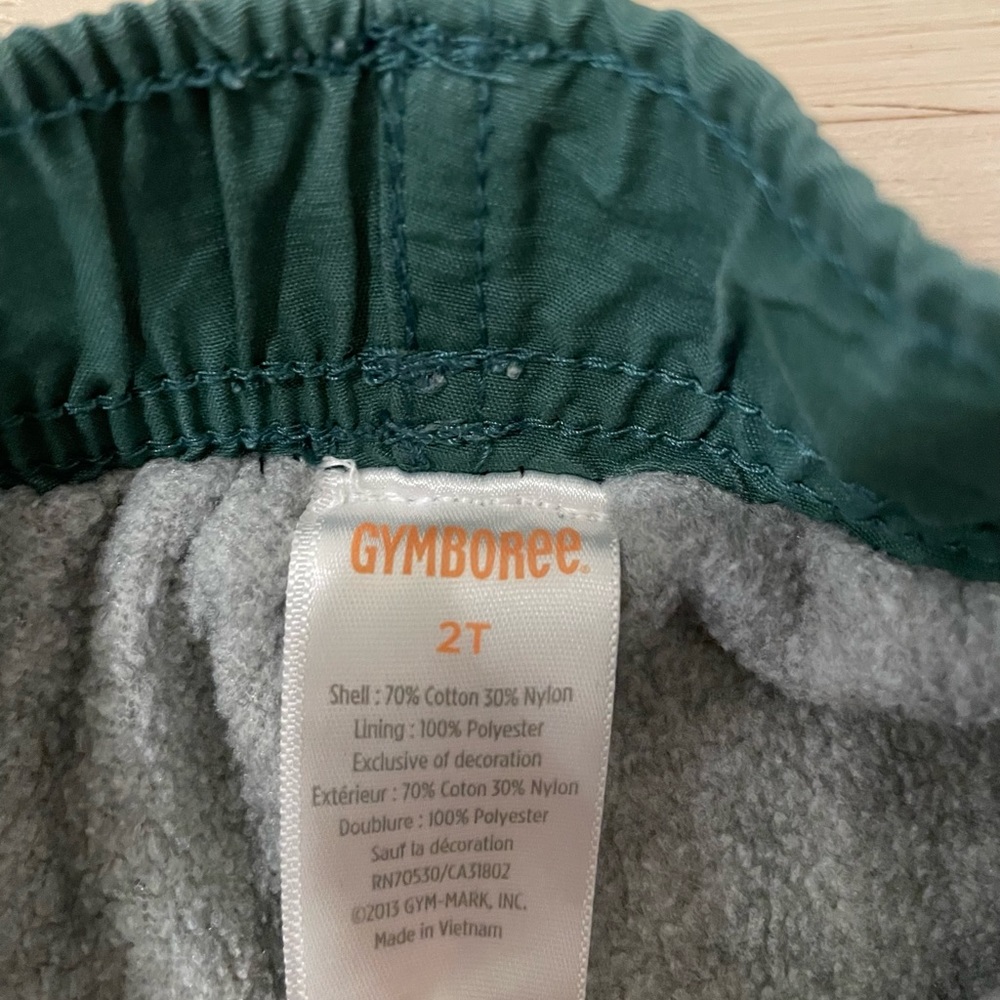 GYMBOREE.
2T
Shell : 70% Cotton 30% Nylon
Lining : 100% Polyester
Exclusive of decoration
Extérieur : 70% Coton 30% Nylon
Doublure : 100% Polyester
Sauf la décoration
RN70530/CA31802
©2013 GYM-MARK, INC.
Made in Vietnam